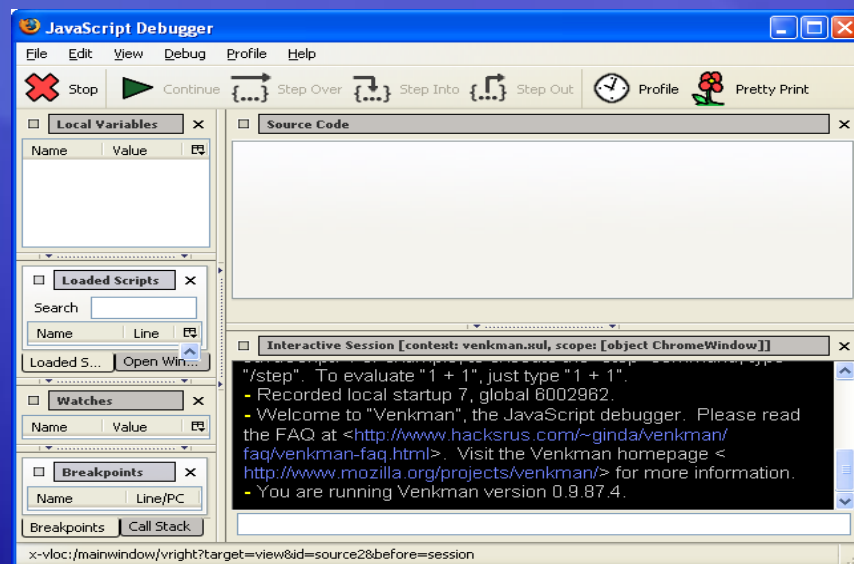 JavaScript Debugger
File Edit View Debug Profile Help
Stop Continue Step Over Step Into Step Out Profile Pretty Print
Local Variables
Name Value
Loaded Scripts
Search
Name Line
Loaded S... Open Win...
Watches
Name Value
Breakpoints
Name Line/PC
Breakpoints Call Stack
Source Code
Interactive Session [context: venkman.xul, scope: [object ChromeWindow]]
"/step". To evaluate "1 + 1", just type "1 + 1".
- Recorded local startup 7, global 6002962.
- Welcome to "Venkman", the JavaScript debugger. Please read
the FAQ at <http://www.hacksrus.com/~ginda/venkman/
faq/venkman-faq.html>. Visit the Venkman homepage <
http://www.mozilla.org/projects/venkman/> for more information.
- You are running Venkman version 0.9.87.4.
x-vloc:/mainwindow/vright?target=view&id=source2&before=session